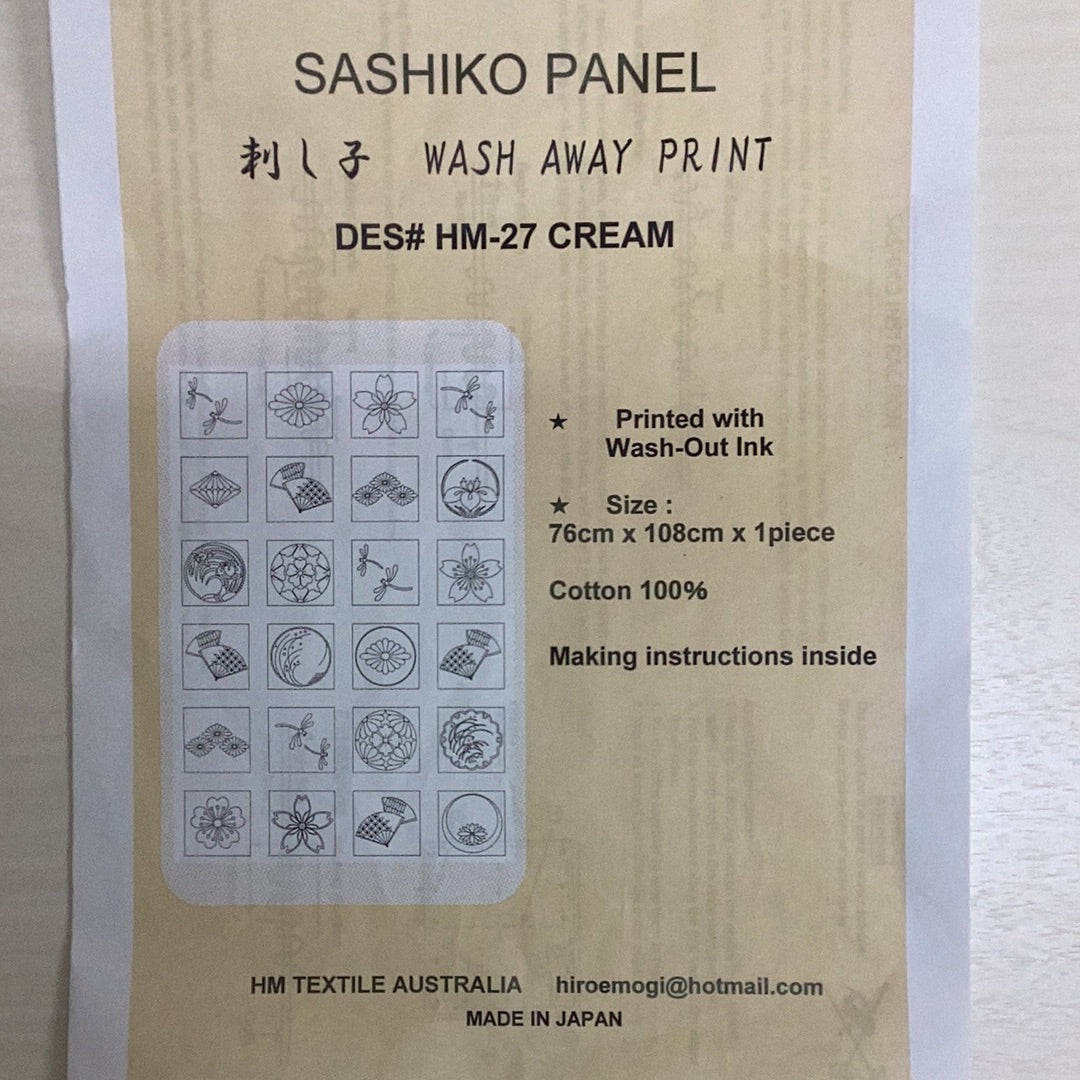 SASHIKO PANEL
刺し子 WASH AWAY PRINT
DES# HM-27 CREAM
★ Printed with
Wash-Out Ink
★ Size :
76cm x 108cm x 1piece
Cotton 100%
Making instructions inside
HM TEXTILE AUSTRALIA hiroemogi@hotmail.com
MADE IN JAPAN